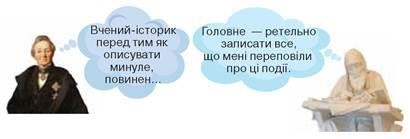 Вчений-історик
перед тим як
описувати
минуле,
повинен...
Головне — ретельно
записати все,
що мені переповіли
про ці події.